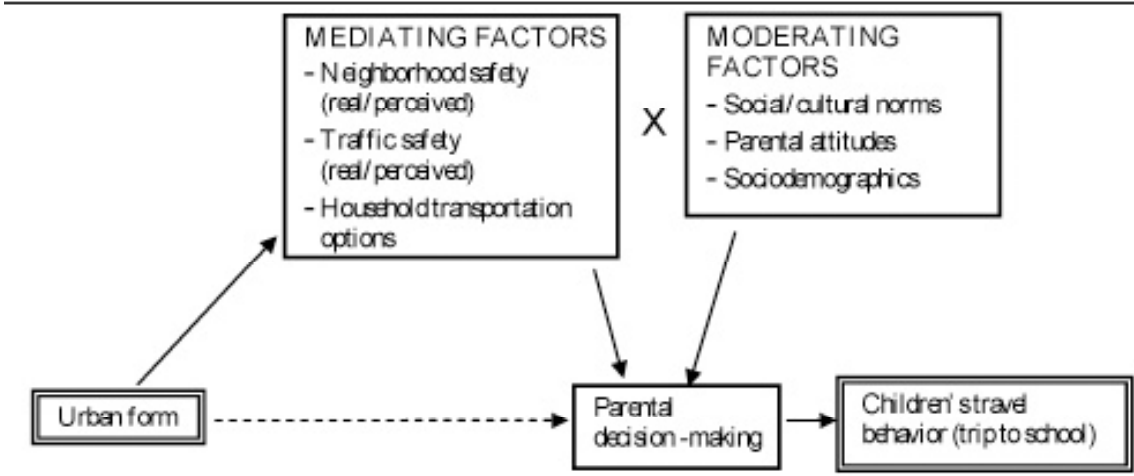 MEDIATING FACTORS
- Neighborhood safety
(real/perceived)
- Traffic safety
(real/perceived)
- Household transportation
options
X
MODERATING
FACTORS
- Social/cultural norms
- Parental attitudes
- Sociodemographics
Urban form
Parental
decision-making
Children's travel
behavior (trip to school)